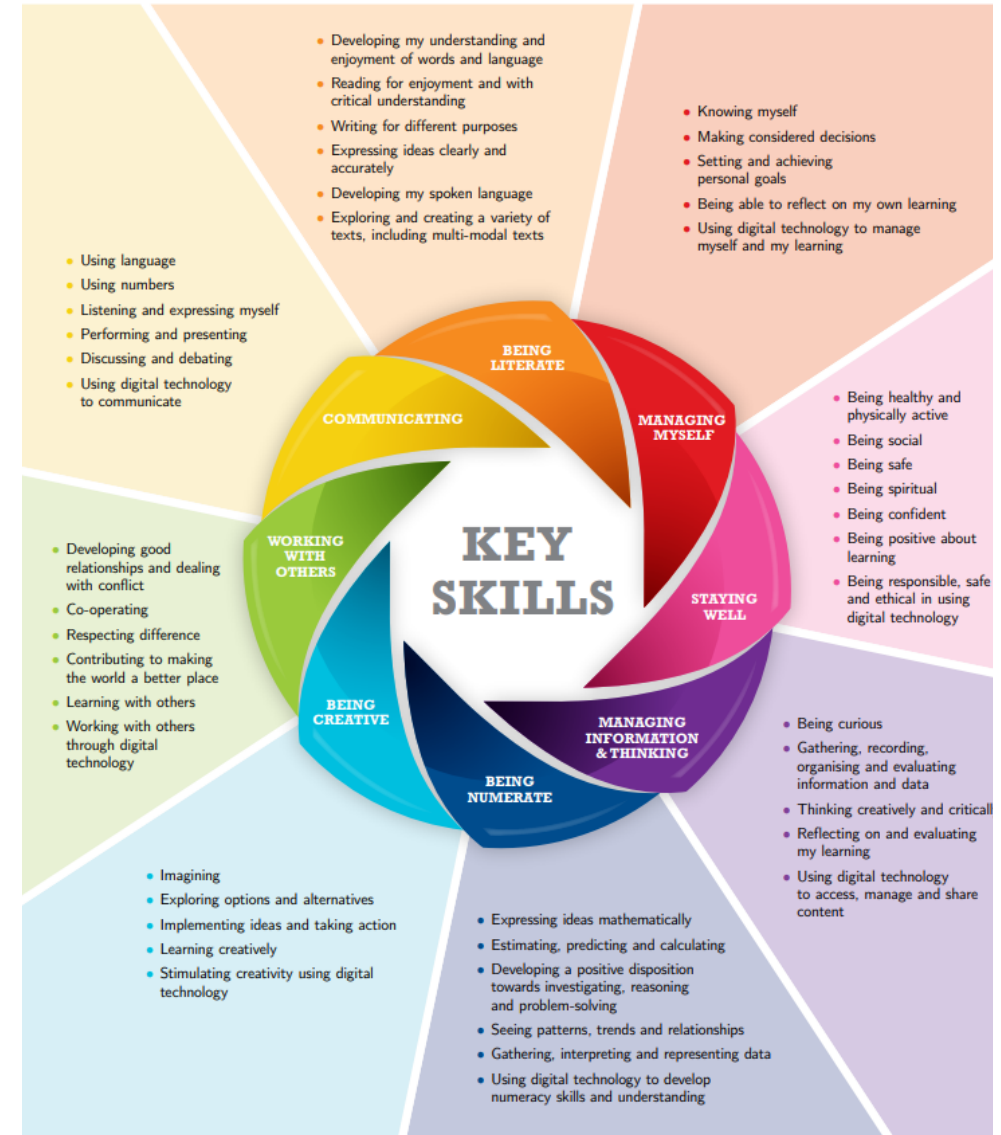 KEY
SKILLS
BEING
LITERATE
• Developing my understanding and
enjoyment of words and language
• Reading for enjoyment and with
critical understanding
• Writing for different purposes
• Expressing ideas clearly and
accurately
• Developing my spoken language
• Exploring and creating a variety of
texts, including multi-modal texts
MANAGING
MYSELF
• Knowing myself
• Making considered decisions
• Setting and achieving
personal goals
• Being able to reflect on my own learning
• Using digital technology to manage
myself and my learning
STAYING
WELL
• Being healthy and
physically active
• Being social
• Being safe
• Being spiritual
• Being confident
• Being positive about
learning
• Being responsible, safe
and ethical in using
digital technology
MANAGING
INFORMATION
& THINKING
• Being curious
• Gathering, recording,
organising and evaluating
information and data
• Thinking creatively and criticall
• Reflecting on and evaluating
my learning
• Using digital technology
to access, manage and share
content
BEING
NUMERATE
• Expressing ideas mathematically
• Estimating, predicting and calculating
• Developing a positive disposition
towards investigating, reasoning
and problem-solving
• Seeing patterns, trends and relationships
• Gathering, interpreting and representing data
• Using digital technology to develop
numeracy skills and understanding
BEING
CREATIVE
• Imagining
• Exploring options and alternatives
• Implementing ideas and taking action
• Learning creatively
• Stimulating creativity using digital
technology
WORKING
WITH
OTHERS
• Developing good
relationships and dealing
with conflict
• Co-operating
• Respecting difference
• Contributing to making
the world a better place
• Learning with others
• Working with others
through digital
technology
COMMUNICATING
• Using language
• Using numbers
• Listening and expressing myself
• Performing and presenting
• Discussing and debating
• Using digital technology
to communicate